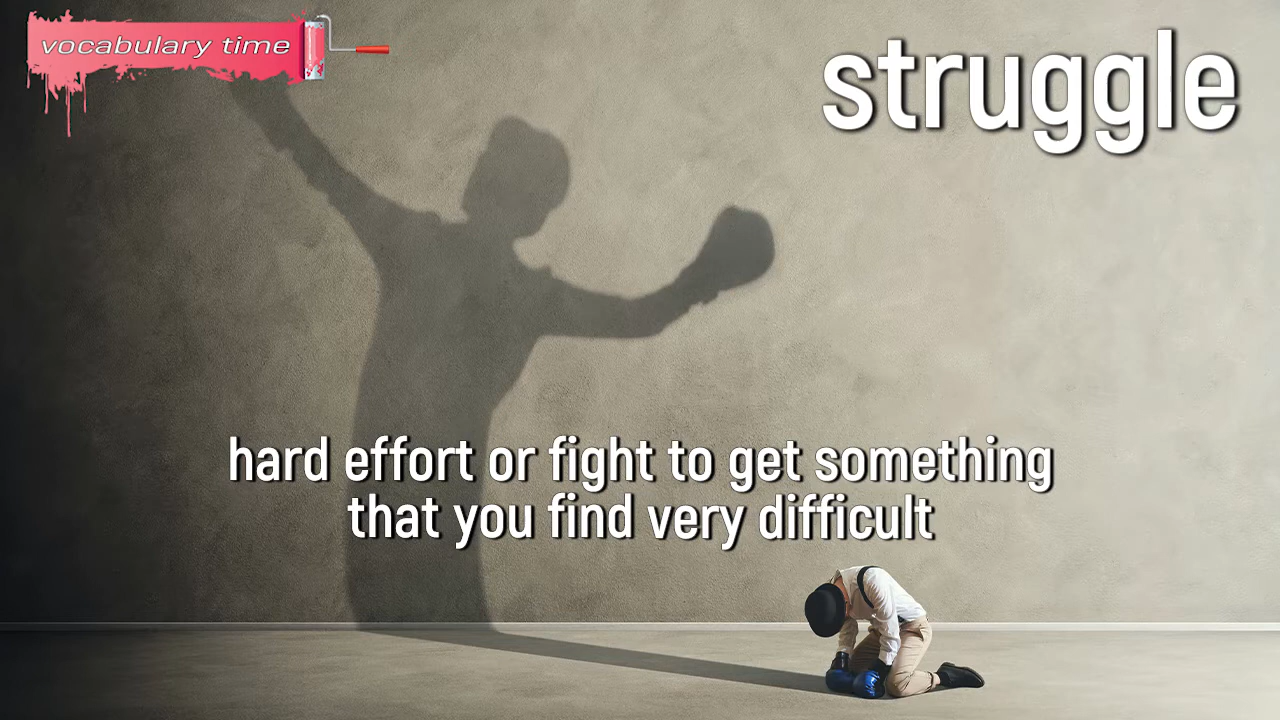 vocabulary time
struggle
hard effort or fight to get something
that you find very difficult